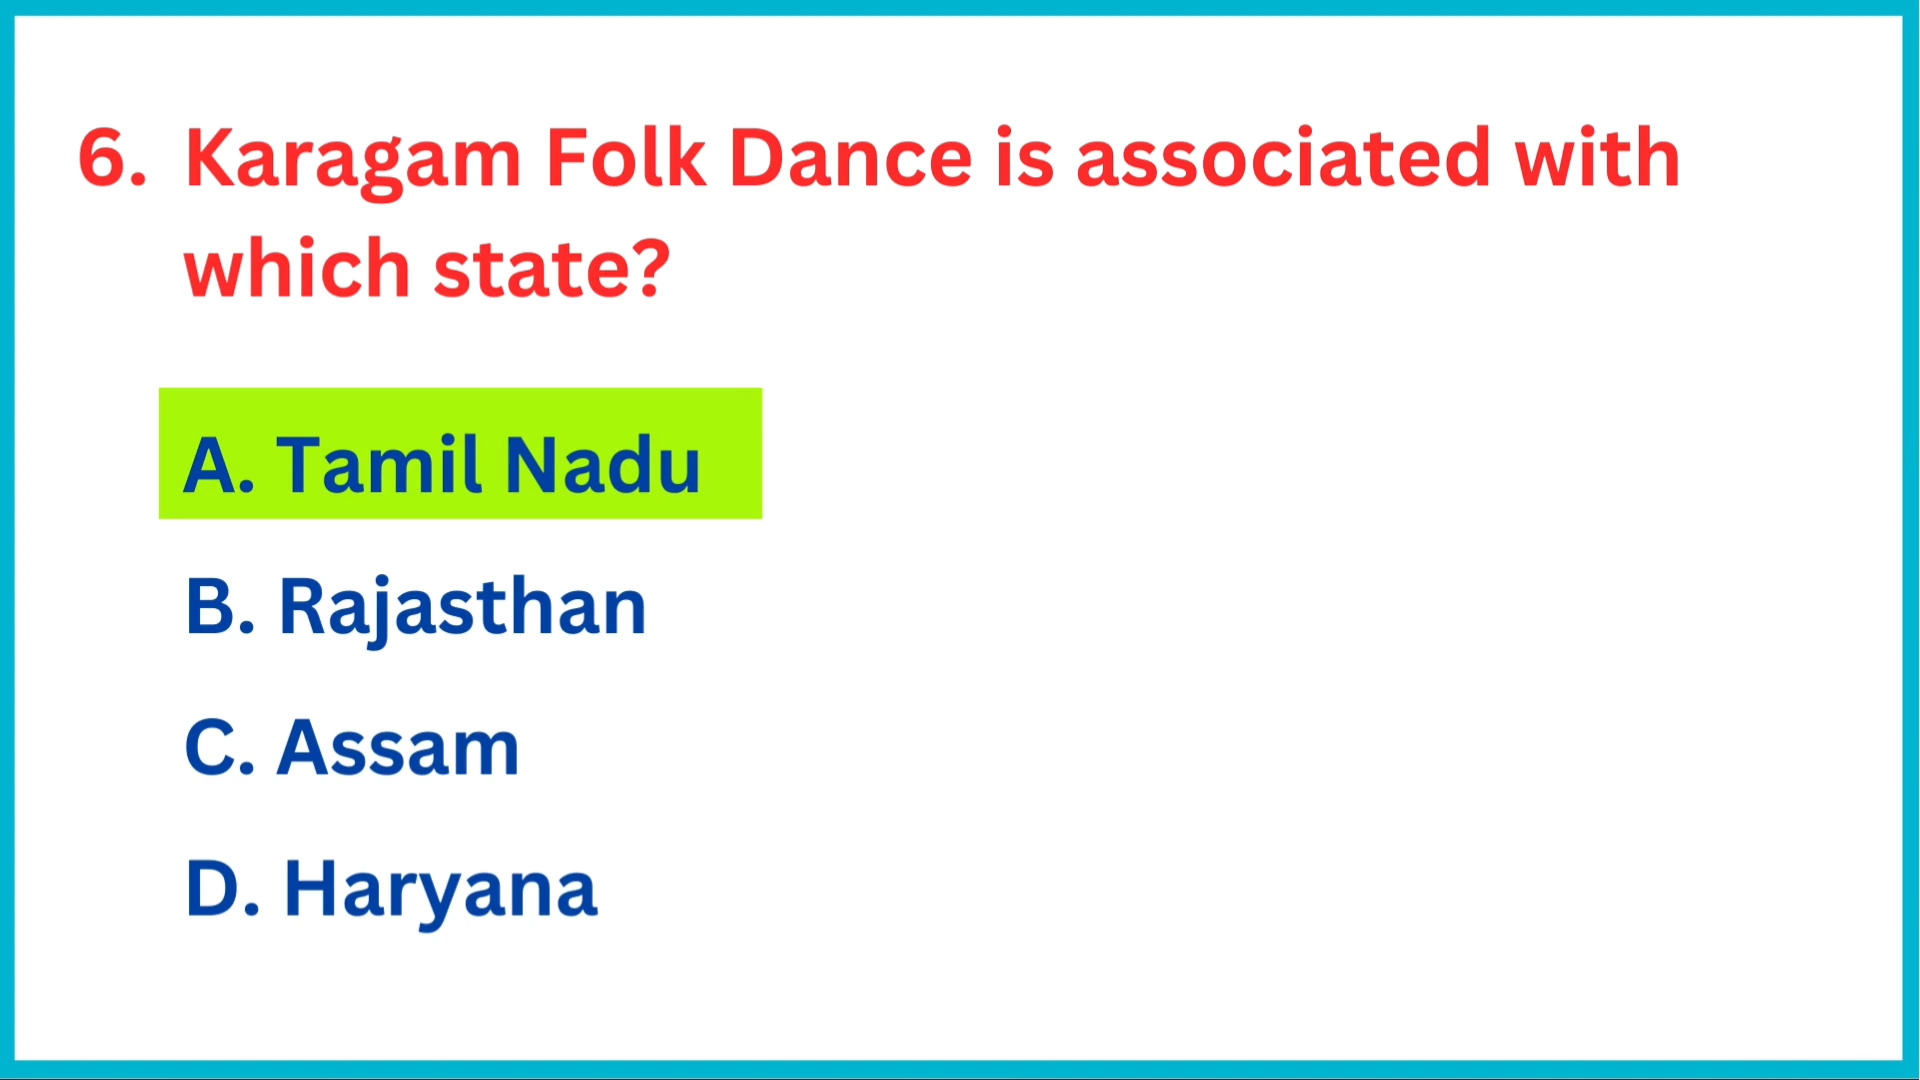 6. Karagam Folk Dance is associated with
which state?
A. Tamil Nadu
B. Rajasthan
C. Assam
D. Haryana